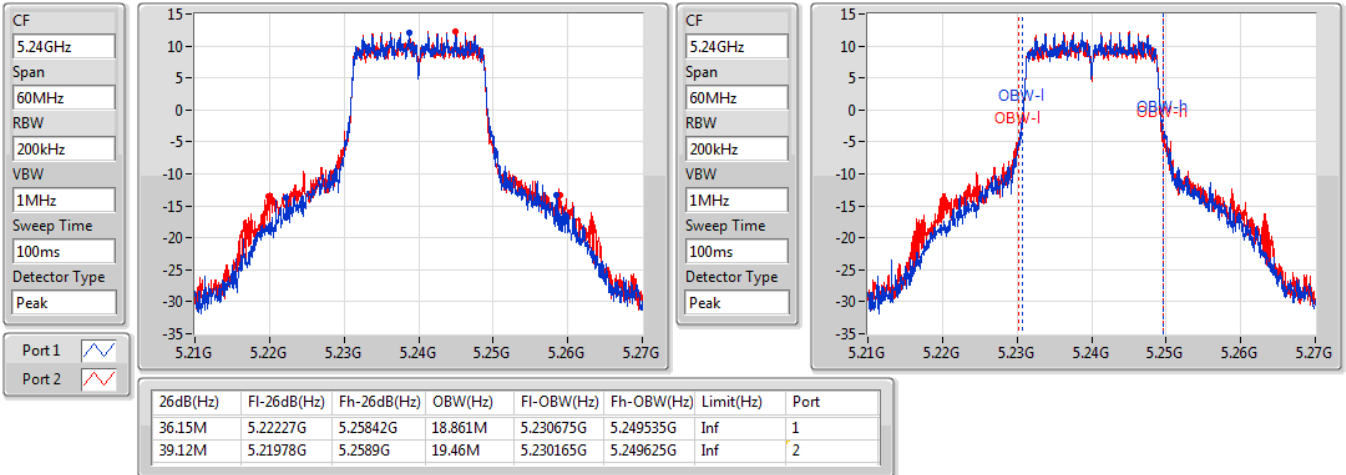 CF
5.24GHz
Span
60MHz
RBW
200kHz
VBW
1MHz
Sweep Time
100ms
Detector Type
Peak
Port 1
Port 2
15
10
5
0
-5
-10
-15
-20
-25
-30
-35
5.21G 5.22G 5.23G 5.24G 5.25G 5.26G 5.27G
CF
5.24GHz
Span
60MHz
RBW
200kHz
VBW
1MHz
Sweep Time
100ms
Detector Type
Peak
15
10
5
0
-5
-10
-15
-20
-25
-30
-35
OBW-l
OBW-l
OBW-h
OBW-h
5.21G 5.22G 5.23G 5.24G 5.25G 5.26G 5.27G
26dB(Hz) Fl-26dB(Hz) Fh-26dB(Hz) OBW(Hz) Fl-OBW(Hz) Fh-OBW(Hz) Limit(Hz) Port
36.15M 5.22227G 5.25842G 18.861M 5.230675G 5.249535G Inf 1
39.12M 5.21978G 5.2589G 19.46M 5.230165G 5.249625G Inf 2